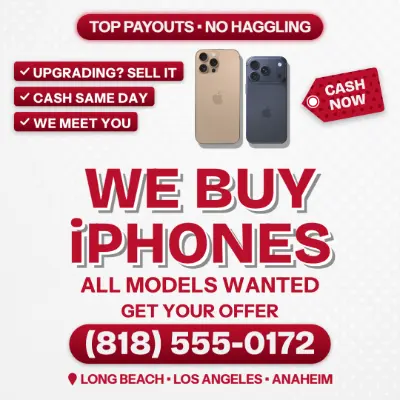 TOP PAYOUTS • NO HAGGLING
✓ UPGRADING? SELL IT
✓ CASH SAME DAY
✓ WE MEET YOU
CASH
NOW
WE BUY
iPHONES
ALL MODELS WANTED
GET YOUR OFFER
(818) 555-0172
LONG BEACH • LOS ANGELES • ANAHEIM